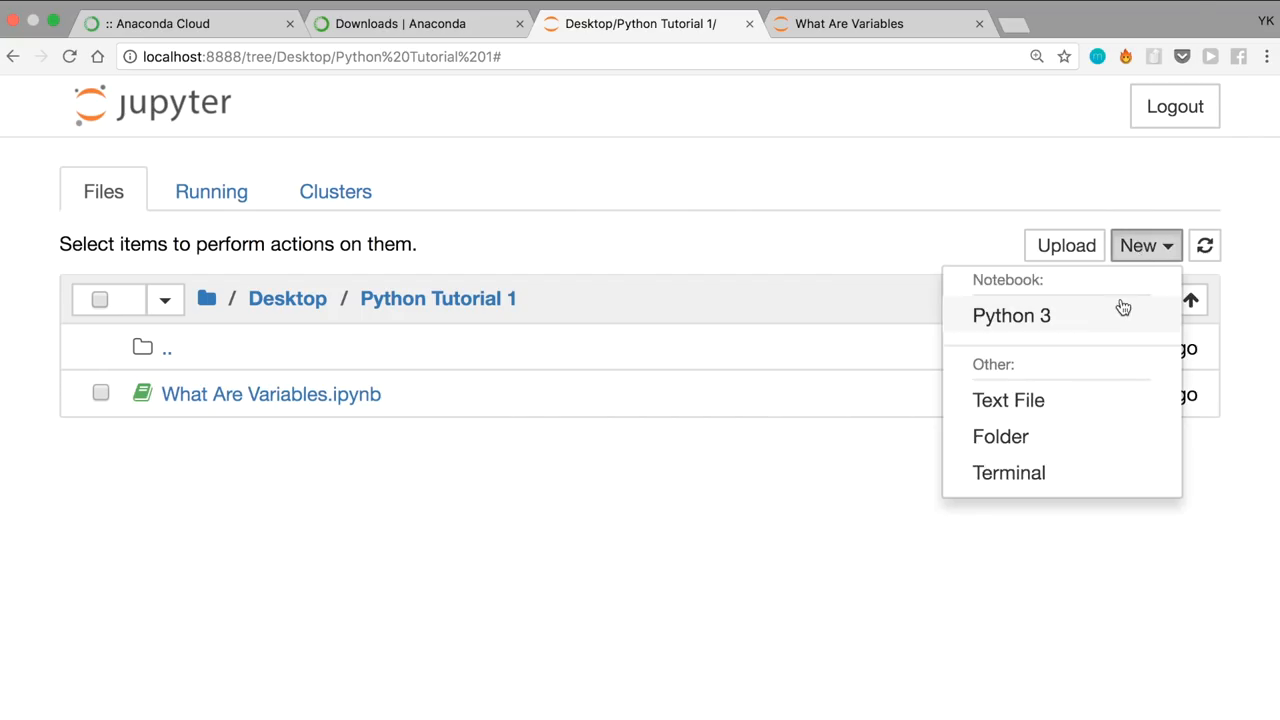 :: Anaconda Cloud
Downloads | Anaconda
Desktop/Python Tutorial 1/
What Are Variables
YK
localhost:8888/tree/Desktop/Python%20Tutorial%201#
jupyter
Logout
Files
Running
Clusters
Select items to perform actions on them.
Upload
New
/ Desktop / Python Tutorial 1
Notebook:
Python 3
..
go
Other:
What Are Variables.ipynb
go
Text File
Folder
Terminal